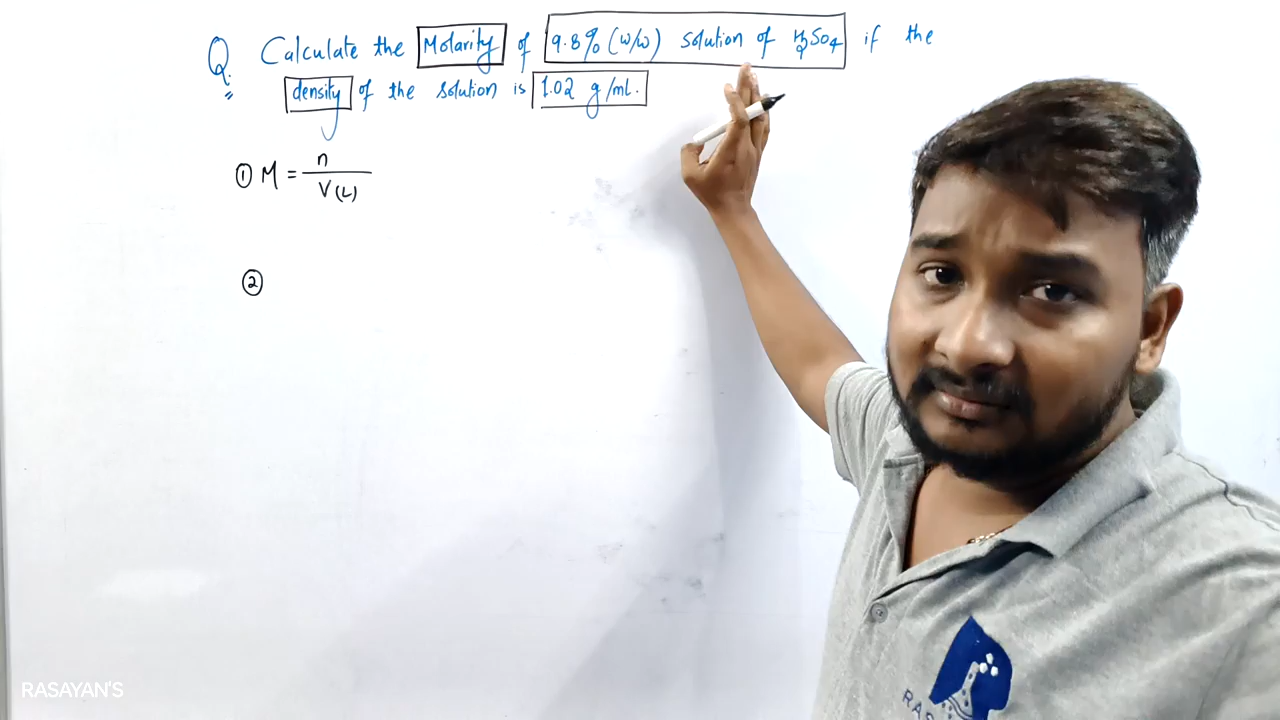 Q. Calculate the Molarity of 9.8% (w/w) solution of H2SO4 if the
density of the solution is 1.02 g/ml.
① M = n
V(L)
②
RASAYAN'S